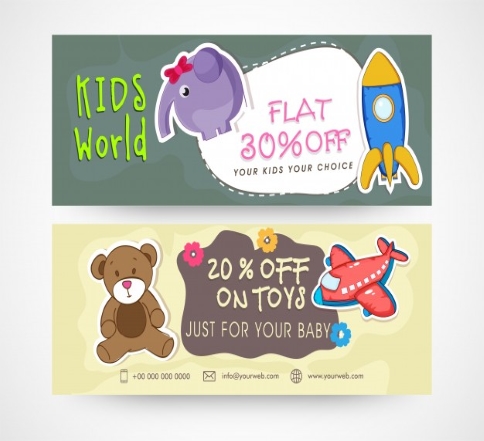 KIDS
World
FLAT
30% OFF
YOUR KIDS YOUR CHOICE
20 % OFF
ON TOYS
JUST FOR YOUR BABY
+00 000 000 0000
info@yourweb.com
www.yourweb.com